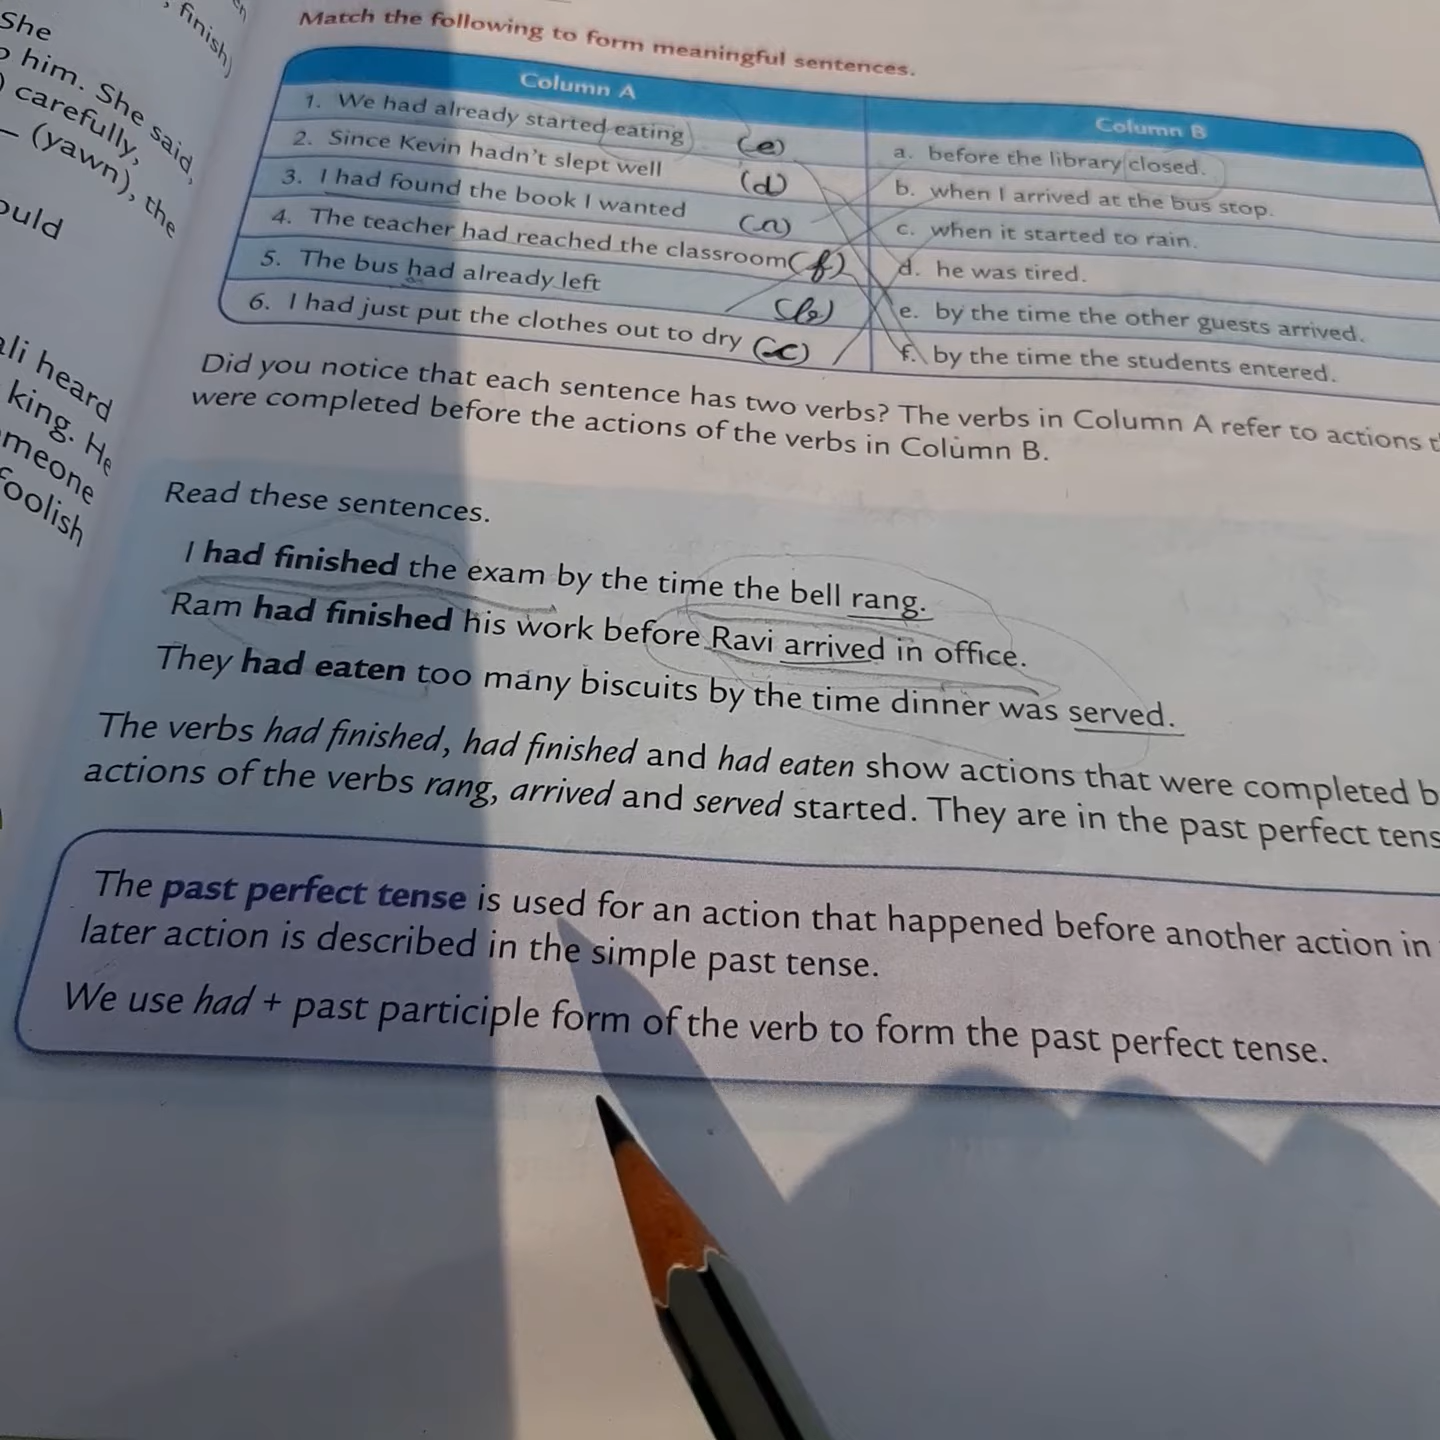 She
him. She said,
carefully,
(yawn), the
ould
ali heard
king. He
meone
foolish
, finish)
Match the following to form meaningful sentences.
Column A
Column B
1. We had already started eating (e)
a. before the library closed.
2. Since Kevin hadn't slept well (d)
b. when I arrived at the bus stop.
3. I had found the book I wanted (a)
c. when it started to rain.
4. The teacher had reached the classroom (f)
d. he was tired.
5. The bus had already left (b)
e. by the time the other guests arrived.
6. I had just put the clothes out to dry (c)
f. by the time the students entered.
Did you notice that each sentence has two verbs? The verbs in Column A refer to actions t
were completed before the actions of the verbs in Column B.
Read these sentences.
I had finished the exam by the time the bell rang.
Ram had finished his work before Ravi arrived in office.
They had eaten too many biscuits by the time dinner was served.
The verbs had finished, had finished and had eaten show actions that were completed b
actions of the verbs rang, arrived and served started. They are in the past perfect tens
The past perfect tense is used for an action that happened before another action in
later action is described in the simple past tense.
We use had + past participle form of the verb to form the past perfect tense.